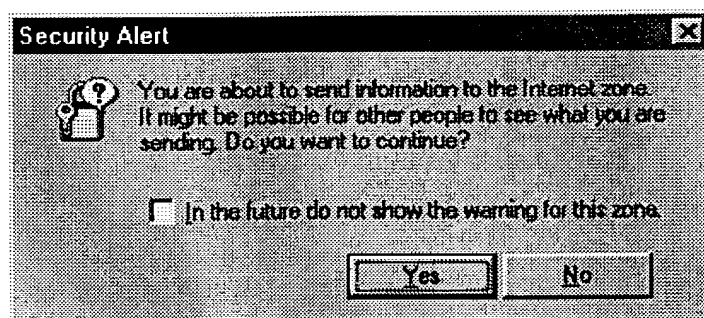 Security Alert
You are about to send information to the Internet zone.
It might be possible for other people to see what you are
sending. Do you want to continue?
In the future do not show the warning for this zone.
Yes No